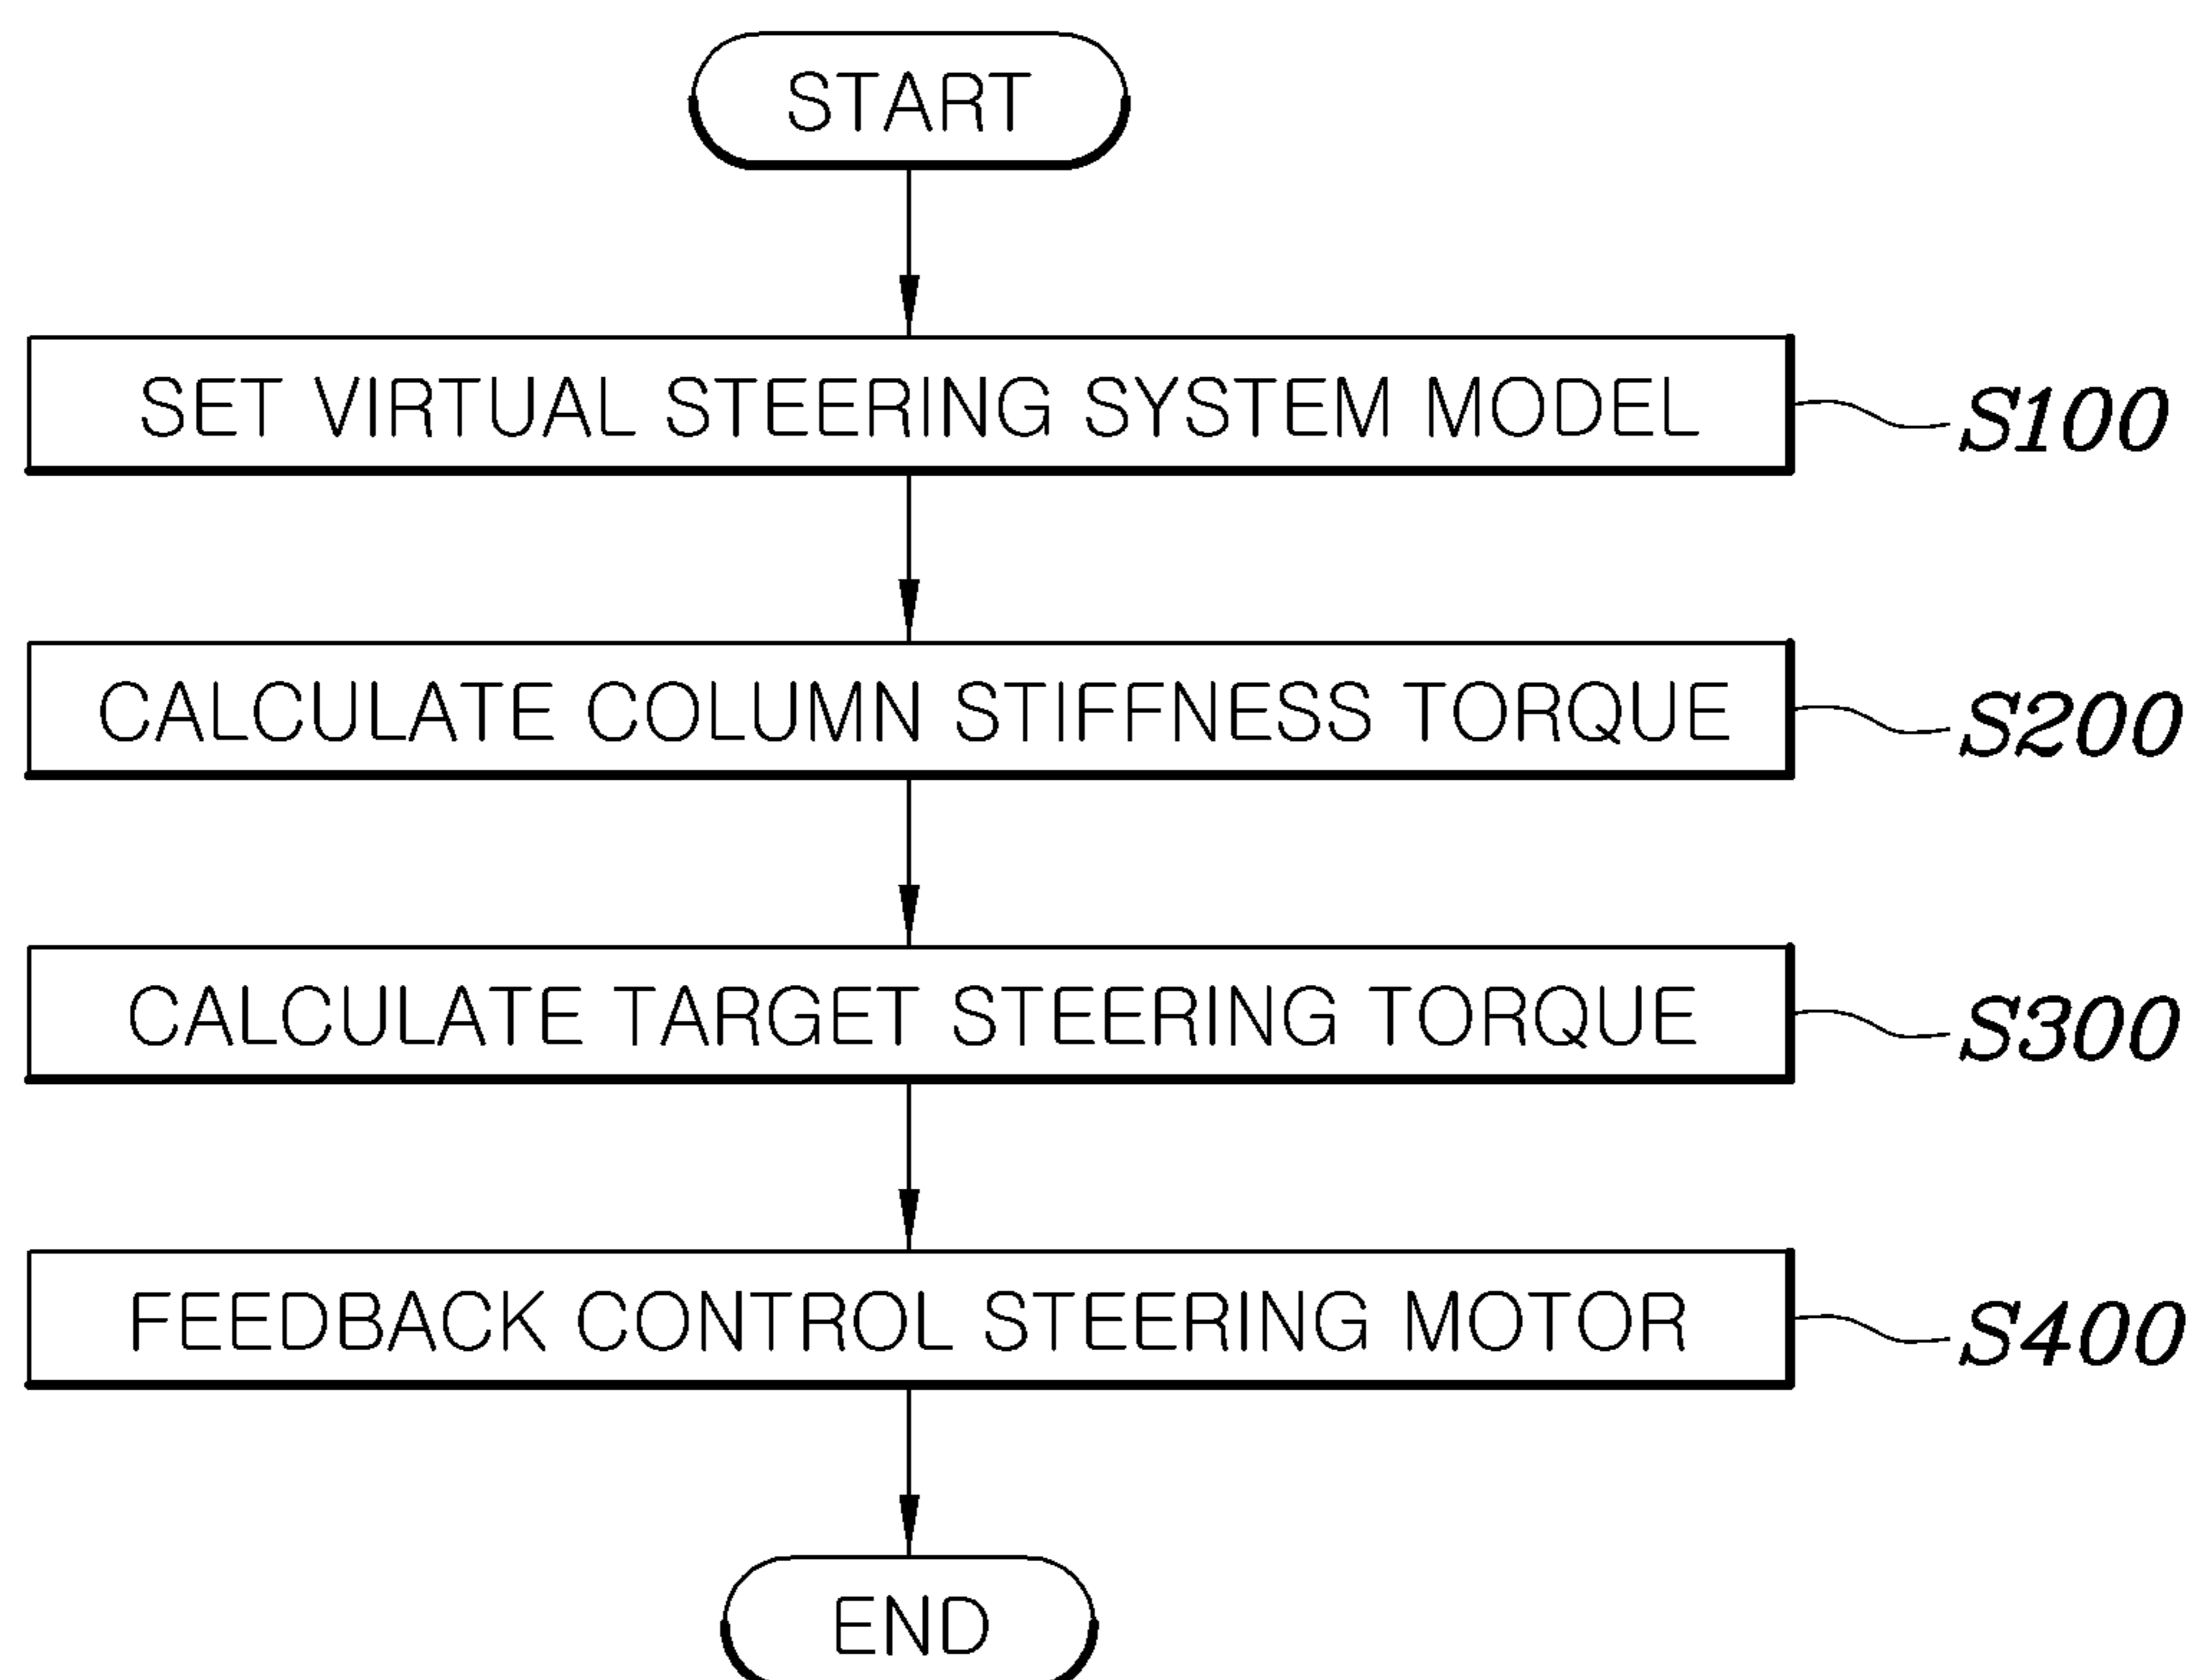 START
SET VIRTUAL STEERING SYSTEM MODEL
S100
CALCULATE COLUMN STIFFNESS TORQUE
S200
CALCULATE TARGET STEERING TORQUE
S300
FEEDBACK CONTROL STEERING MOTOR
S400
END